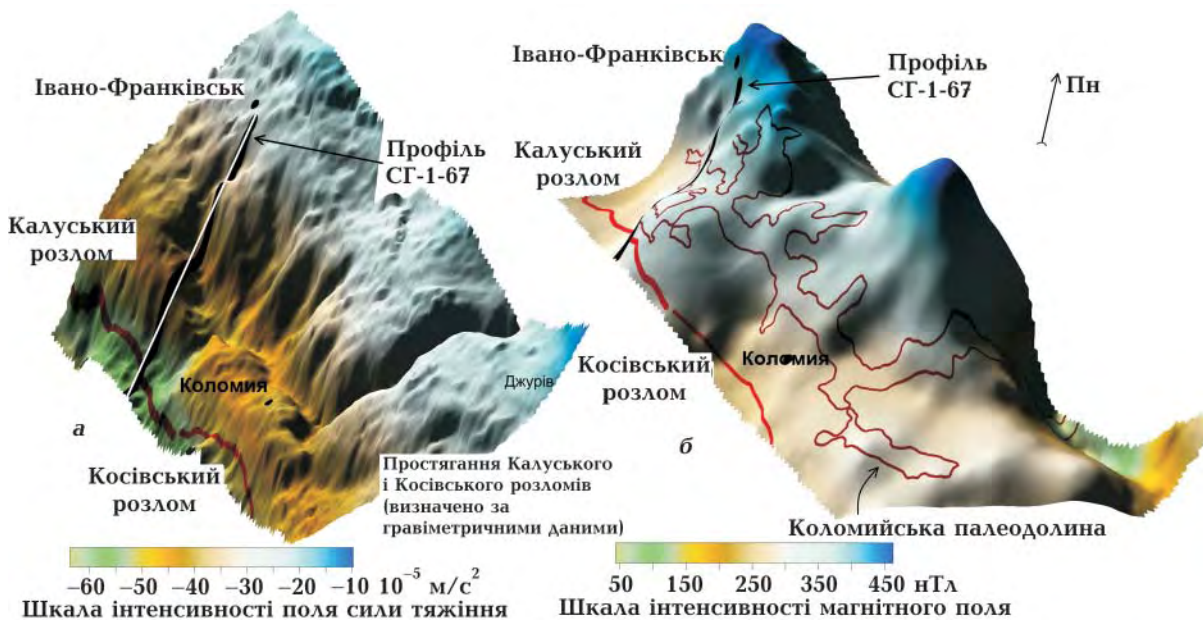 Івано-Франківськ
Профіль
СГ-1-67
Калуський
розлом
Коломия
Джурів
а
Косівський
розлом
Простягання Калуського
і Косівського розломів
(визначено за
гравіметричними даними)
−60 −50 −40 −30 −20 −10 10⁻⁵ м/с²
Шкала інтенсивності поля сили тяжіння
Івано-Франківськ
Профіль
СГ-1-67
Пн
Калуський
розлом
Косівський
розлом
Коломия
б
Коломийська палеодолина
50 150 250 350 450 нТл
Шкала інтенсивності магнітного поля